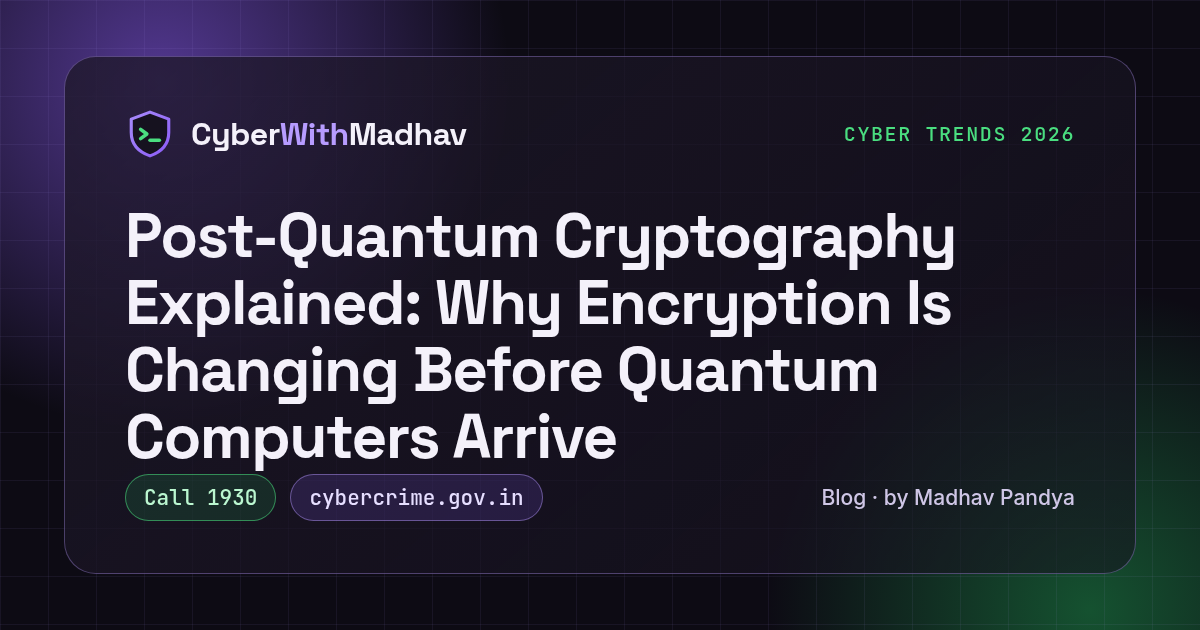 CyberWithMadhav
CYBER TRENDS 2026
Post-Quantum Cryptography
Explained: Why Encryption Is
Changing Before Quantum
Computers Arrive
Call 1930
cybercrime.gov.in
Blog · by Madhav Pandya